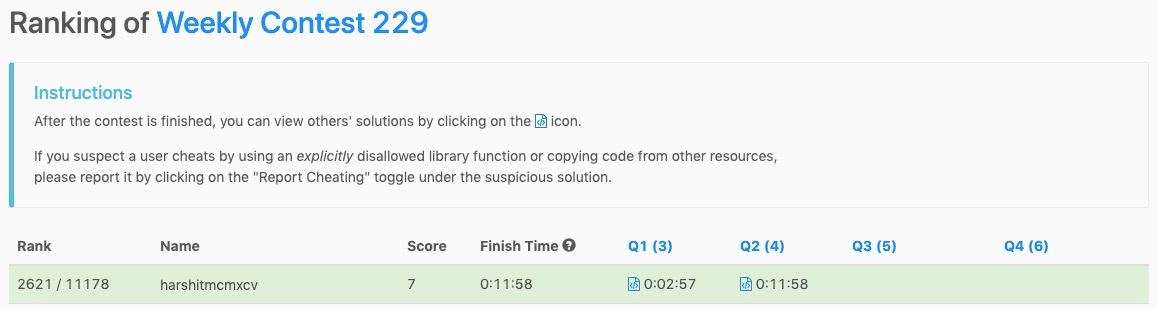 Ranking of Weekly Contest 229
Instructions
After the contest is finished, you can view others' solutions by clicking on the icon.
If you suspect a user cheats by using an explicitly disallowed library function or copying code from other resources,
please report it by clicking on the "Report Cheating" toggle under the suspicious solution.
Rank Name Score Finish Time Q1 (3) Q2 (4) Q3 (5) Q4 (6)
2621 / 11178 harshitmcmxcv 7 0:11:58 0:02:57 0:11:58